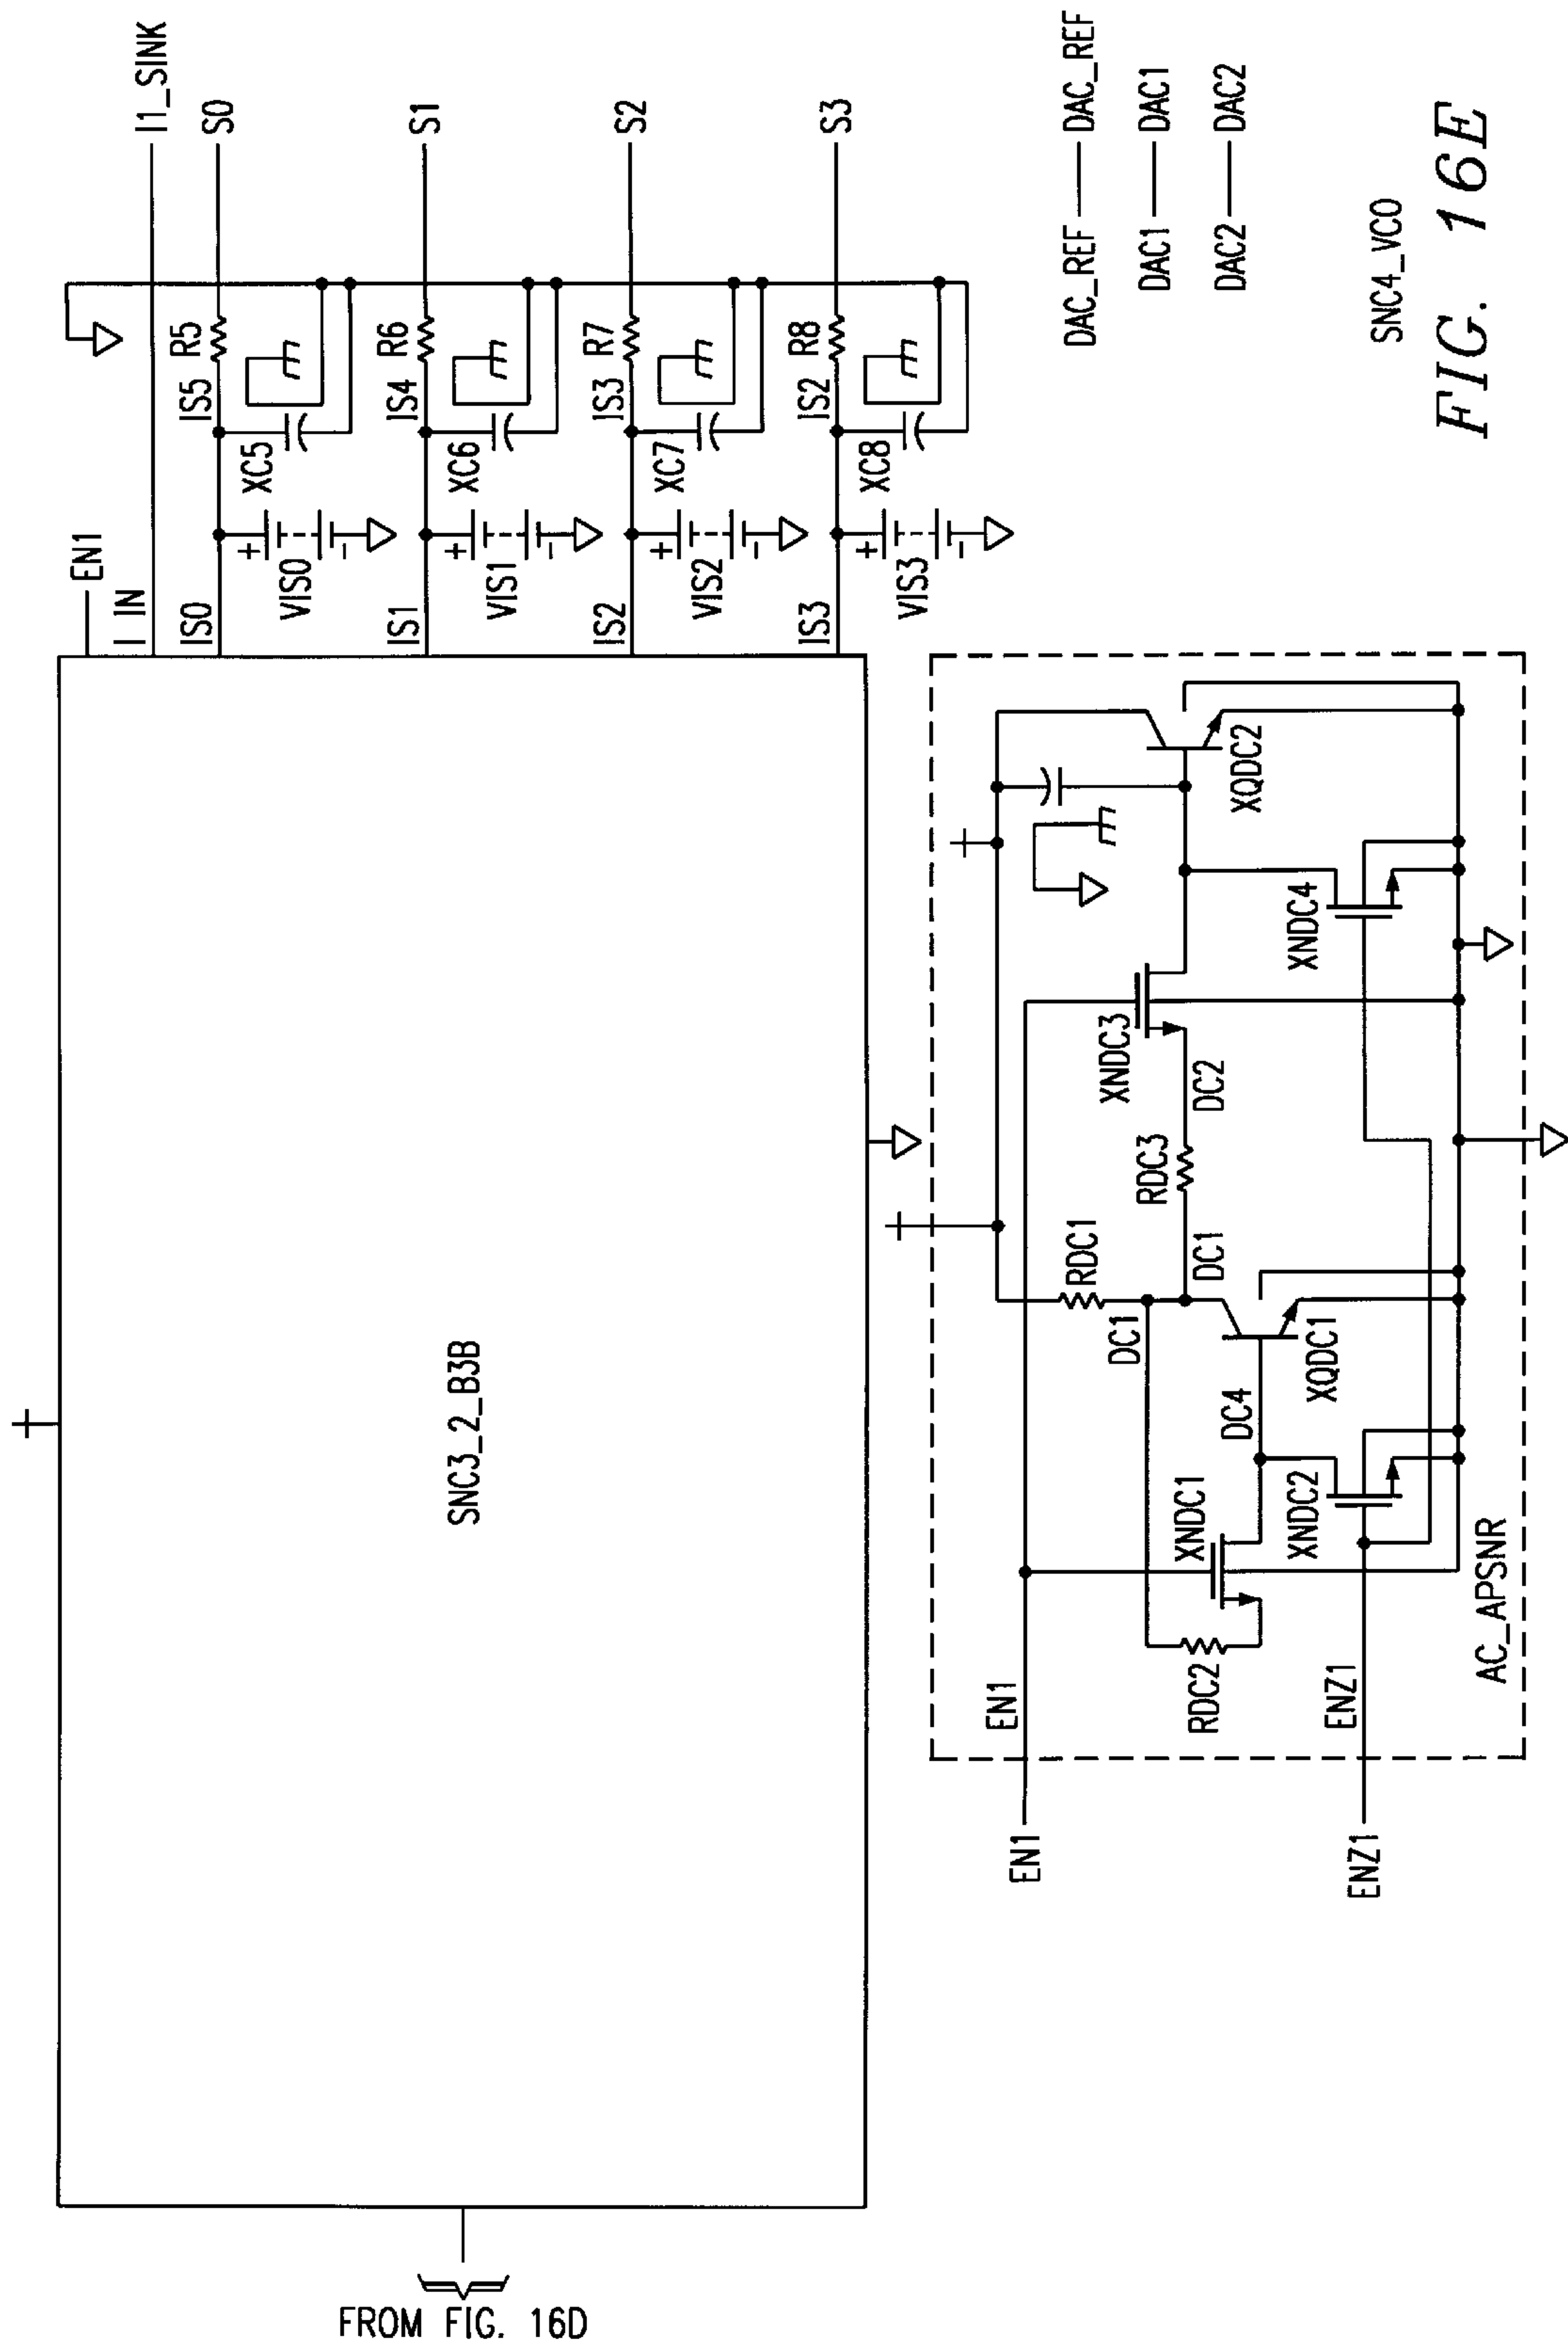 FROM FIG. 16D
SNC3_2_B3B
EN1
I IN
I1_SINK
IS0
VIS0
XC5
IS5
R5
S0
IS1
VIS1
XC6
IS4
R6
S1
IS2
VIS2
XC7
IS3
R7
S2
IS3
VIS3
XC8
IS2
R8
S3
+
-
+
-
+
-
+
-
EN1
EN1
ENZ1
ENZ1
RDC2
XNDC1
XNDC2
DC4
DC1
RDC1
XQDC1
DC1
RDC3
DC2
XNDC3
XNDC4
XQDC2
AC_APSNR
DAC_REF
DAC_REF
DAC1
DAC1
DAC2
DAC2
SNC4_VCO
FIG. 16E